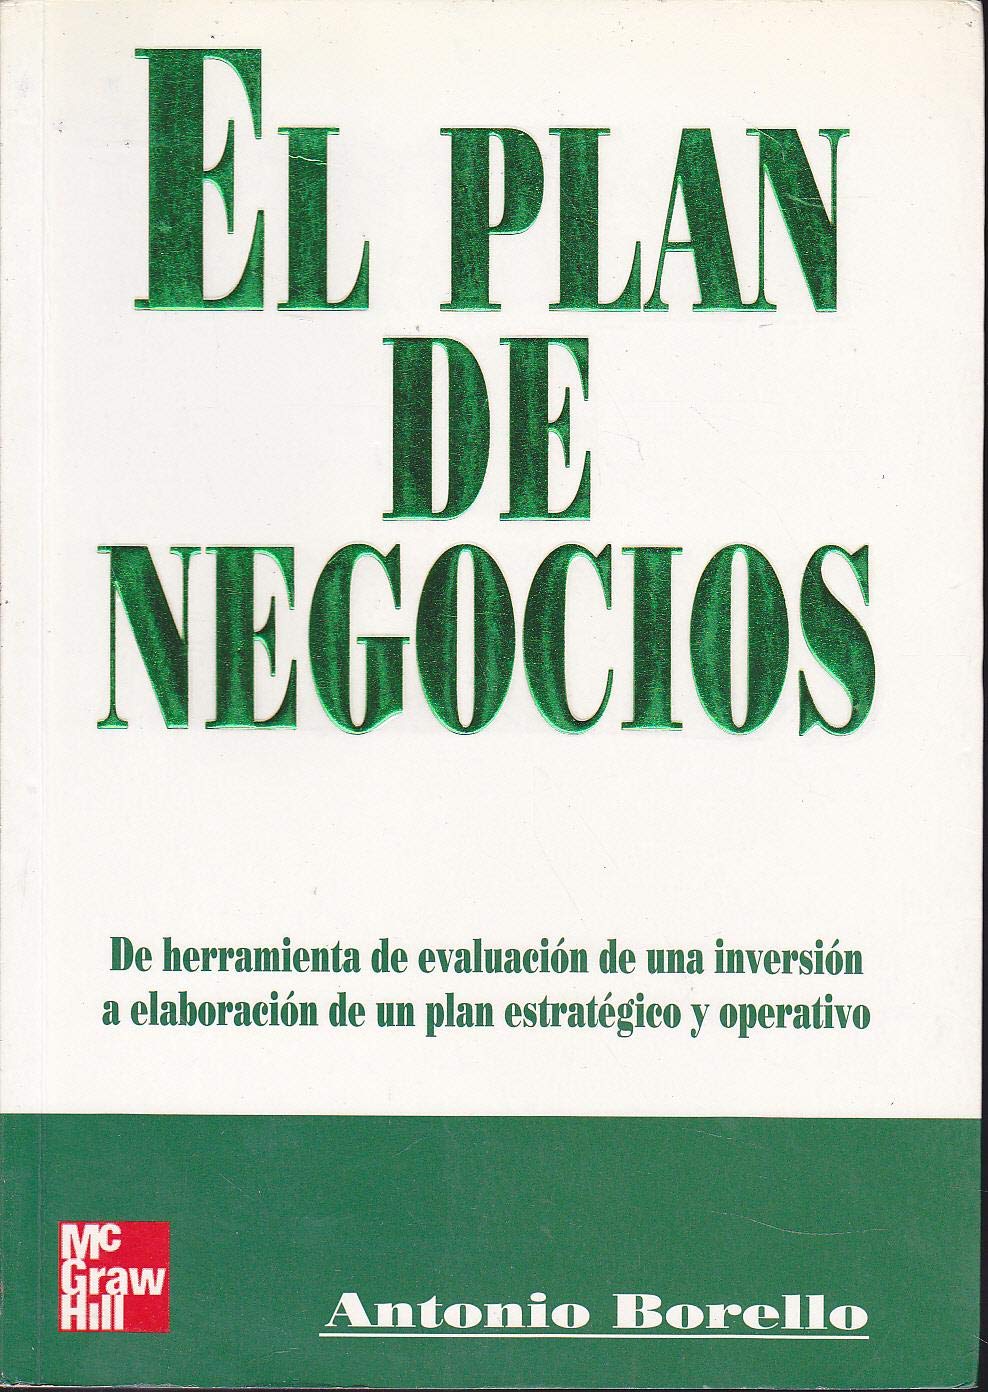 EL PLAN
DE
NEGOCIOS
De herramienta de evaluación de una inversión
a elaboración de un plan estratégico y operativo
Mc
Graw
Hill
Antonio Borello